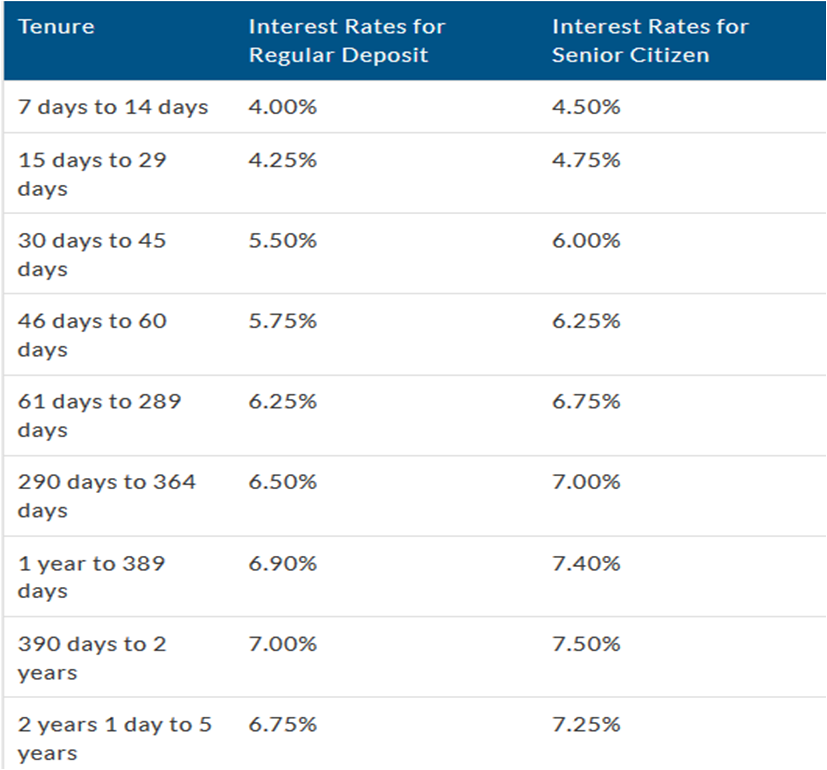 Tenure Interest Rates for Interest Rates for
Regular Deposit Senior Citizen
7 days to 14 days 4.00% 4.50%
15 days to 29 4.25% 4.75%
days
30 days to 45 5.50% 6.00%
days
46 days to 60 5.75% 6.25%
days
61 days to 289 6.25% 6.75%
days
290 days to 364 6.50% 7.00%
days
1 year to 389 6.90% 7.40%
days
390 days to 2 7.00% 7.50%
years
2 years 1 day to 5 6.75% 7.25%
years